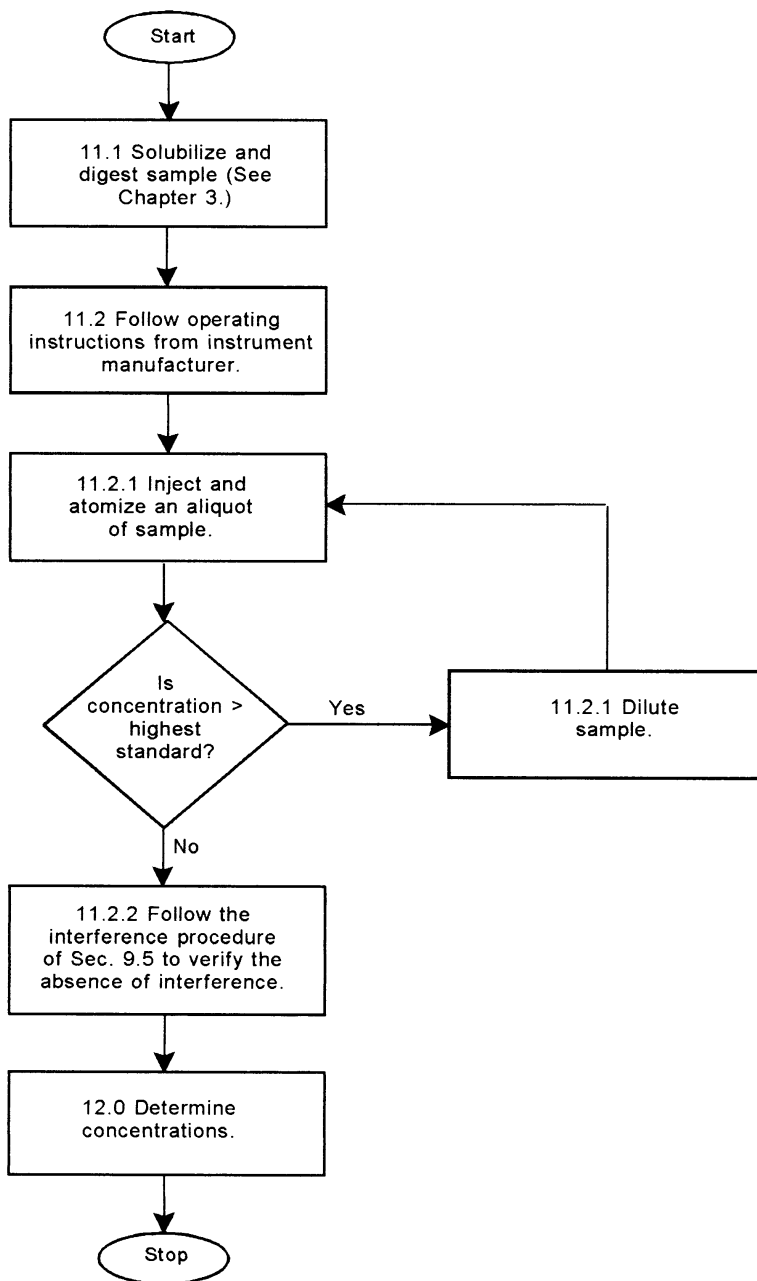 Start
11.1 Solubilize and
digest sample (See
Chapter 3.)
11.2 Follow operating
instructions from instrument
manufacturer.
11.2.1 Inject and
atomize an aliquot
of sample.
Is
concentration >
highest
standard?
Yes
11.2.1 Dilute
sample.
No
11.2.2 Follow the
interference procedure
of Sec. 9.5 to verify the
absence of interference.
12.0 Determine
concentrations.
Stop